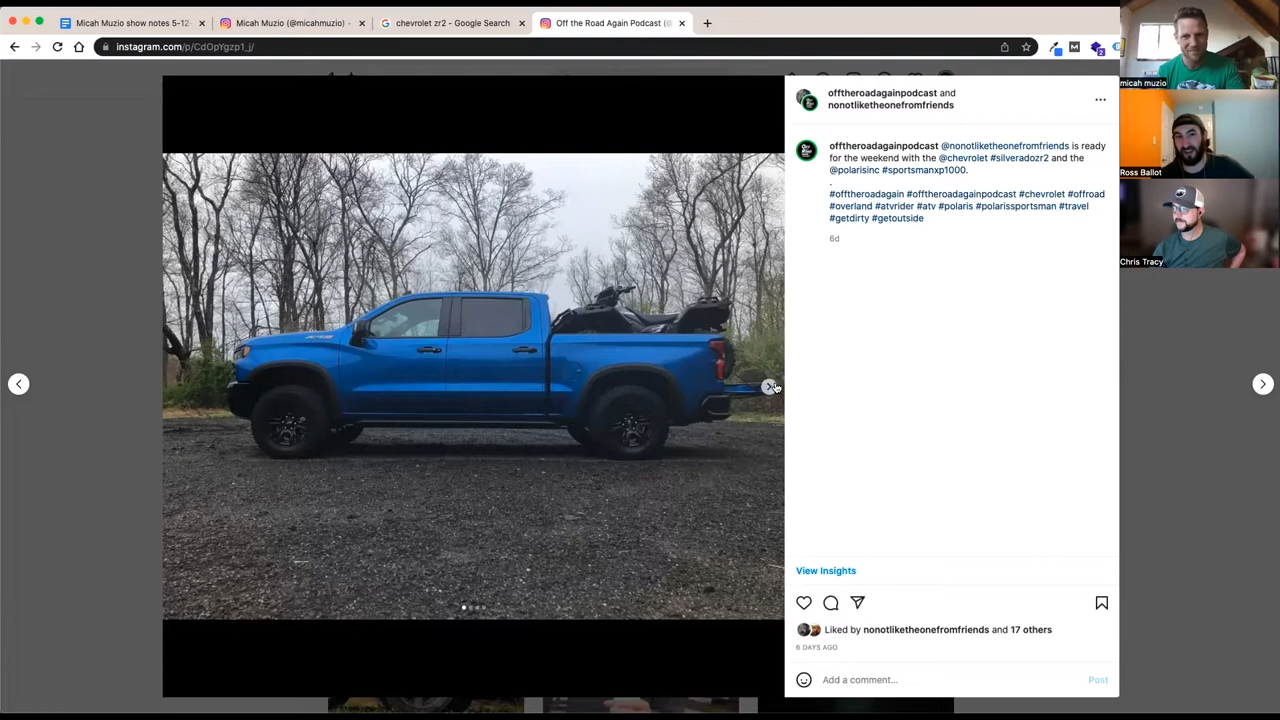 Micah Muzio show notes 5-12-
Micah Muzio (@micahmuzio) •
chevrolet zr2 - Google Search
Off the Road Again Podcast (@
instagram.com/p/CdOpYgzp1_j/
micah muzio
Ross Ballot
Chris Tracy
offtheroadagainpodcast and
nonotliketheonefromfriends
offtheroadagainpodcast @nonotliketheonefromfriends is ready
for the weekend with the @chevrolet #silveradozr2 and the
@polarisinc #sportsmanxp1000.
.
#offtheroadagain #offtheroadagainpodcast #chevrolet #offroad
#overland #atvrider #atv #polaris #polarissportsman #travel
#getdirty #getoutside
6d
View Insights
Liked by nonotliketheonefromfriends and 17 others
6 DAYS AGO
Add a comment...
Post